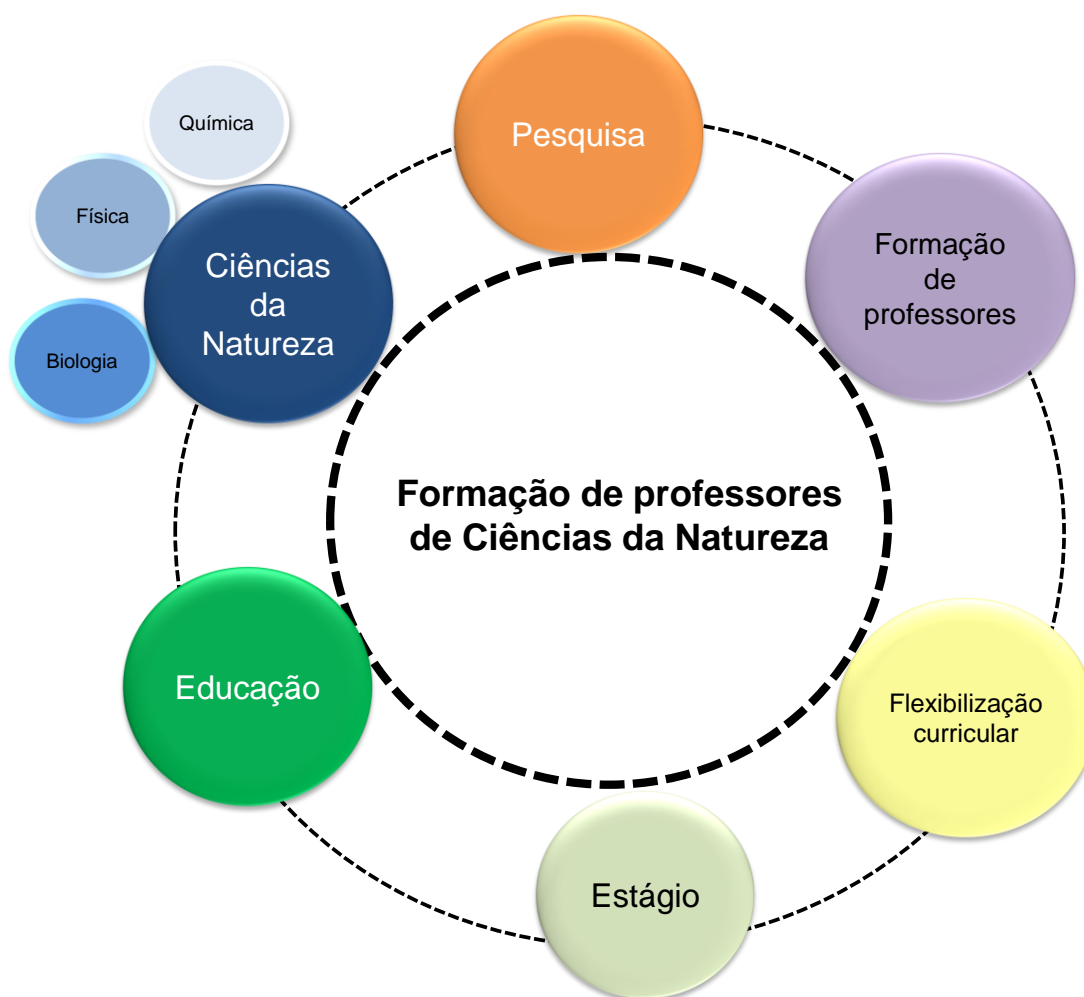 Química
Pesquisa
Física
Formação
de
professores
Ciências
da
Natureza
Biologia
Formação de professores
de Ciências da Natureza
Educação
Flexibilização
curricular
Estágio